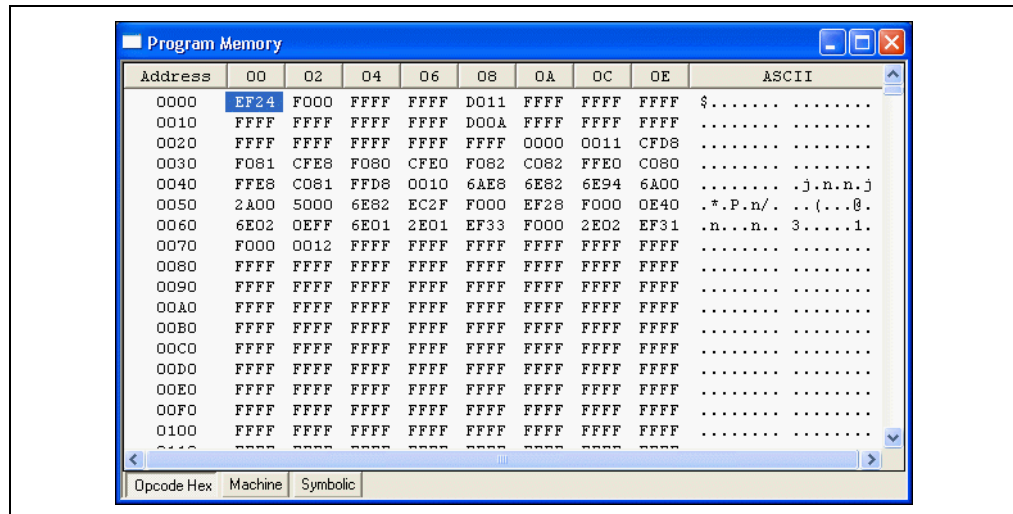 Program Memory
Address 00 02 04 06 08 0A 0C 0E ASCII
0000 EF24 F000 FFFF FFFF D011 FFFF FFFF FFFF $....... ........
0010 FFFF FFFF FFFF FFFF D00A FFFF FFFF FFFF ........ ........
0020 FFFF FFFF FFFF FFFF FFFF 0000 0011 CFD8 ........ ........
0030 F081 CFE8 F080 CFE0 F082 C082 FFE0 C080 ........ ........
0040 FFE8 C081 FFD8 0010 6AE8 6E82 6E94 6A00 ........ .j.n.n.j
0050 2A00 5000 6E82 EC2F F000 EF28 F000 0E40 .*.P.n/. ..(...@.
0060 6E02 0EFF 6E01 2E01 EF33 F000 2E02 EF31 .n...n.. 3.....1.
0070 F000 0012 FFFF FFFF FFFF FFFF FFFF FFFF ........ ........
0080 FFFF FFFF FFFF FFFF FFFF FFFF FFFF FFFF ........ ........
0090 FFFF FFFF FFFF FFFF FFFF FFFF FFFF FFFF ........ ........
00A0 FFFF FFFF FFFF FFFF FFFF FFFF FFFF FFFF ........ ........
00B0 FFFF FFFF FFFF FFFF FFFF FFFF FFFF FFFF ........ ........
00C0 FFFF FFFF FFFF FFFF FFFF FFFF FFFF FFFF ........ ........
00D0 FFFF FFFF FFFF FFFF FFFF FFFF FFFF FFFF ........ ........
00E0 FFFF FFFF FFFF FFFF FFFF FFFF FFFF FFFF ........ ........
00F0 FFFF FFFF FFFF FFFF FFFF FFFF FFFF FFFF ........ ........
0100 FFFF FFFF FFFF FFFF FFFF FFFF FFFF FFFF ........ ........
Opcode Hex Machine Symbolic